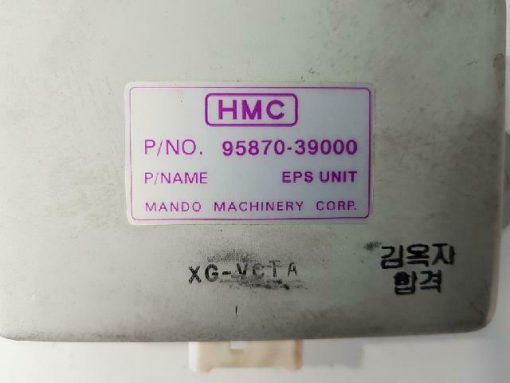 HMC
P/NO. 95870-39000
P/NAME EPS UNIT
MANDO MACHINERY CORP.
XG-VCTA
김옥자
합격